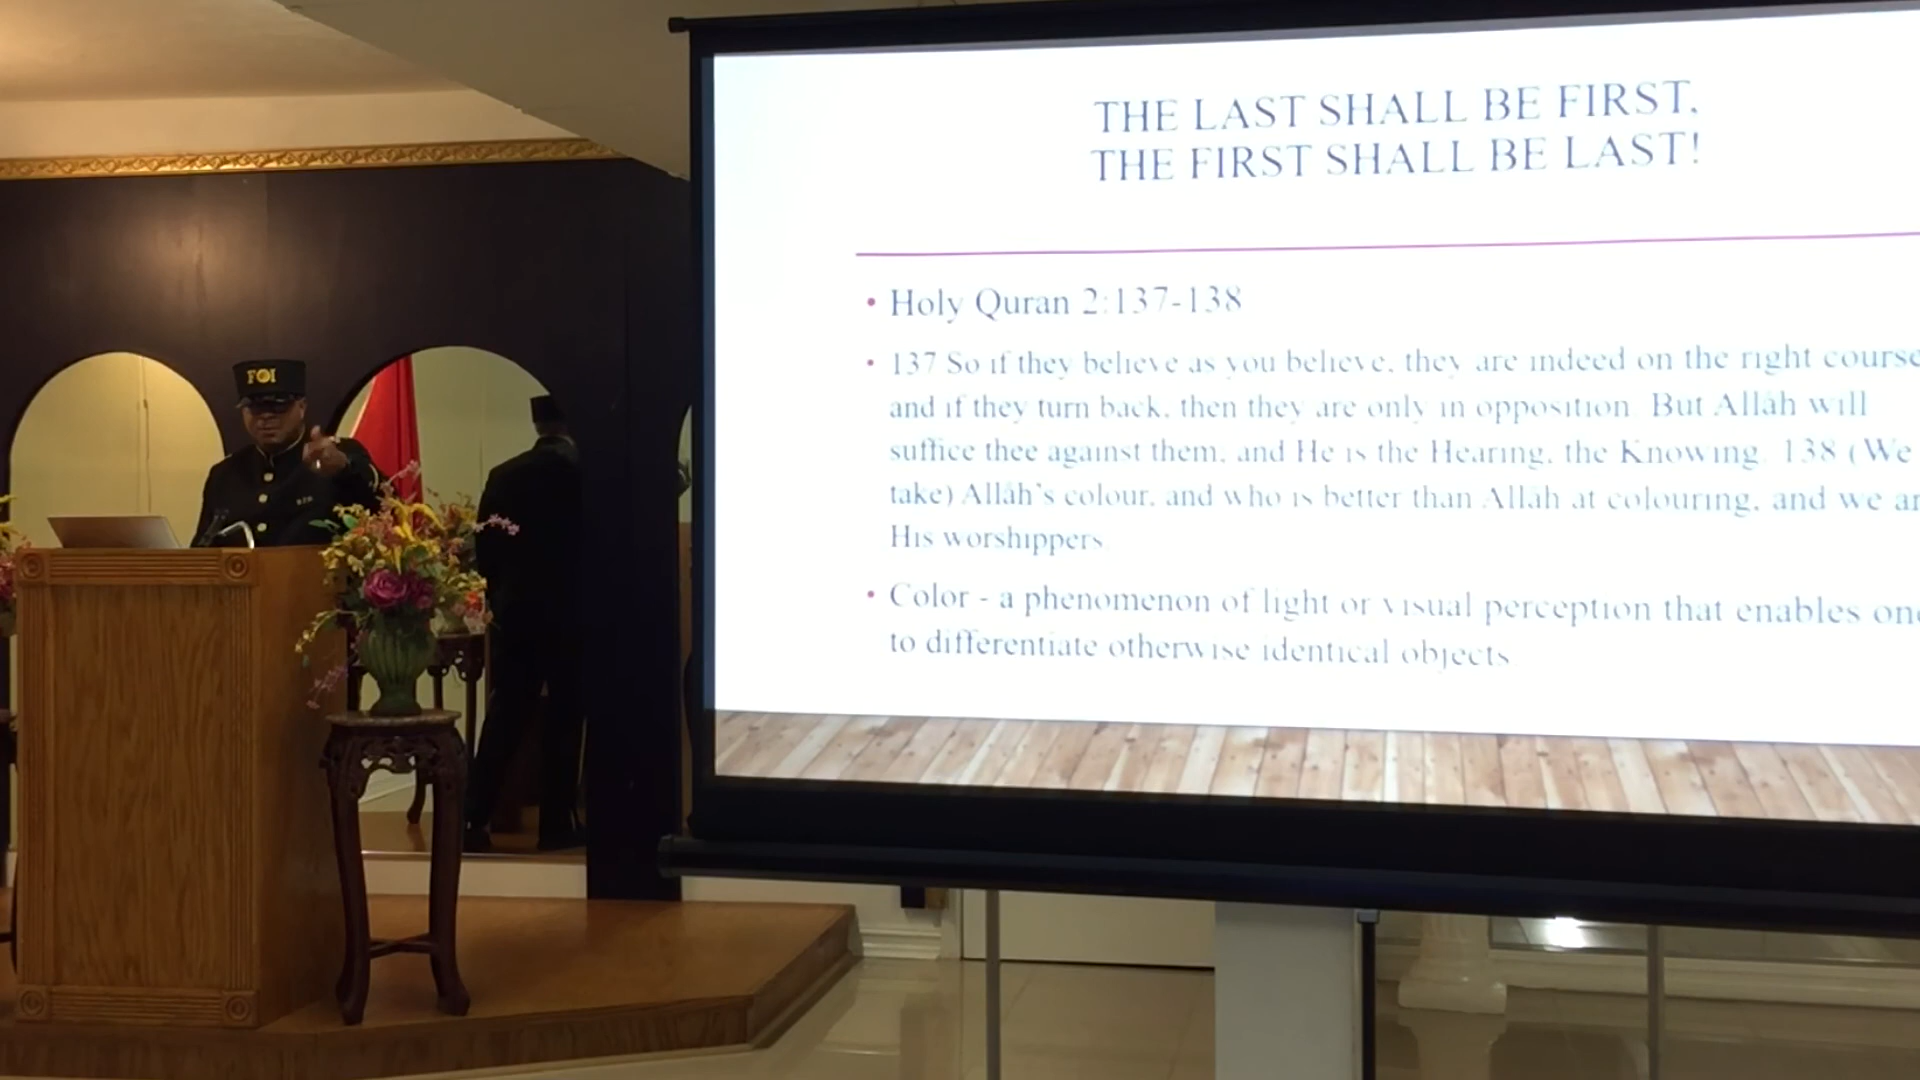 FOI
THE LAST SHALL BE FIRST,
THE FIRST SHALL BE LAST!
• Holy Quran 2:137-138
• 137 So if they believe as you believe, they are indeed on the right course
and if they turn back, then they are only in opposition. But Allâh will
suffice thee against them, and He is the Hearing, the Knowing. 138 (We
take) Allâh's colour, and who is better than Allâh at colouring, and we ar
His worshippers.
• Color - a phenomenon of light or visual perception that enables one
to differentiate otherwise identical objects.